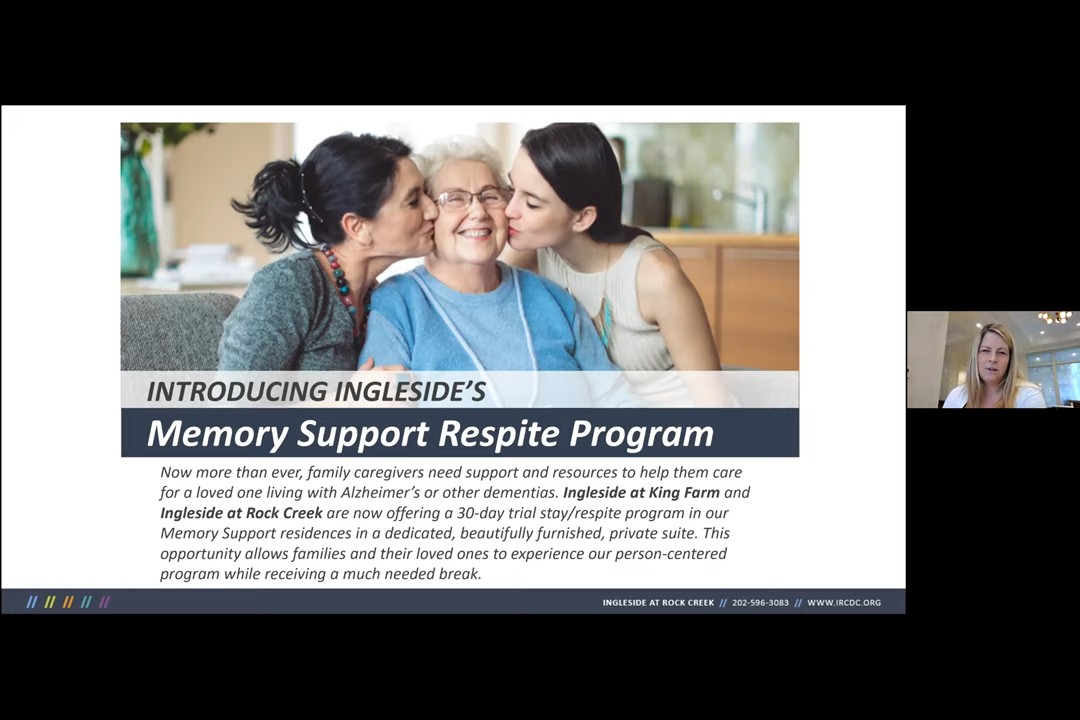 INTRODUCING INGLESIDE’S
Memory Support Respite Program
Now more than ever, family caregivers need support and resources to help them care
for a loved one living with Alzheimer’s or other dementias. Ingleside at King Farm and
Ingleside at Rock Creek are now offering a 30-day trial stay/respite program in our
Memory Support residences in a dedicated, beautifully furnished, private suite. This
opportunity allows families and their loved ones to experience our person-centered
program while receiving a much needed break.
INGLESIDE AT ROCK CREEK // 202-596-3083 // WWW.IRCDC.ORG